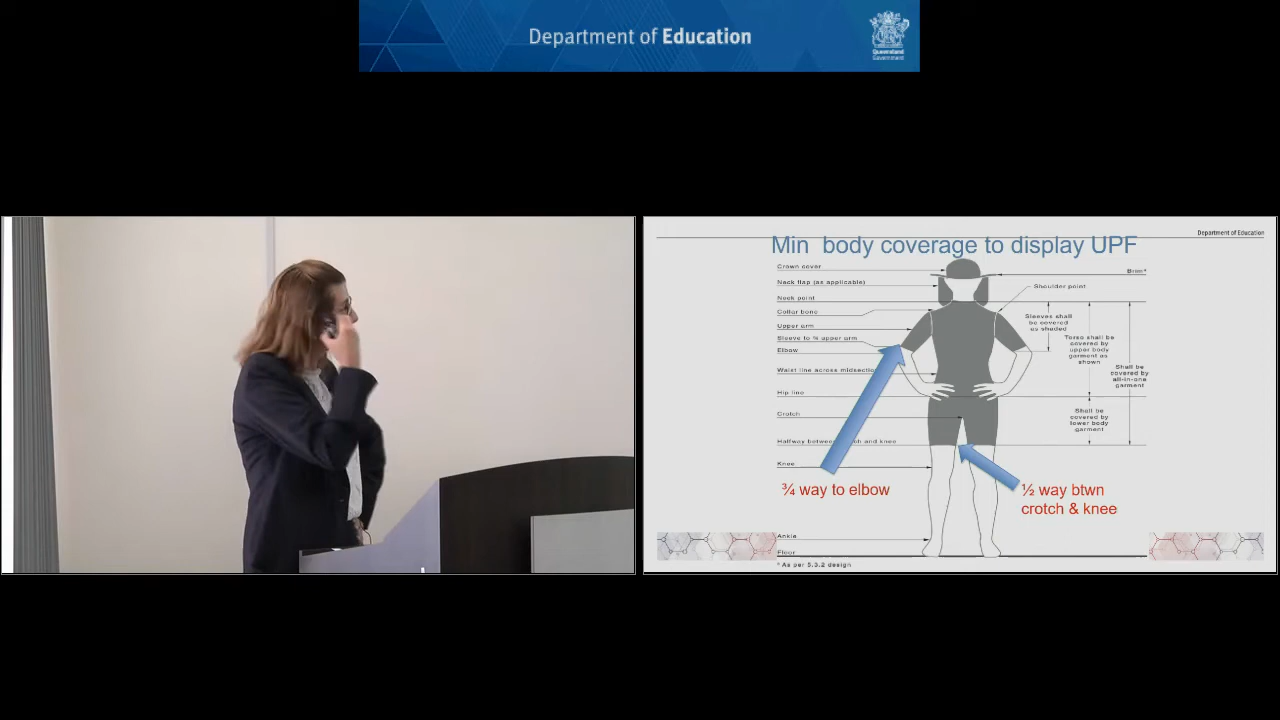 Department of Education
Queensland
Government
Department of Education
Min body coverage to display UPF
Crown cover
Neck flap (as applicable)
Neck point
Collar bone
Upper arm
Sleeve to ¾ upper arm
Elbow
Waist line across midsection
Hip line
Crotch
Halfway between ch and knee
Knee
Ankle
Floor
Brim*
Shoulder point
Sleeves shall
be covered
as shaded
Torso shall be
covered by
upper body
garment as
shown
Shall be
covered by
all-in-one
garment
Shall be
covered by
lower body
garment
¾ way to elbow
½ way btwn
crotch & knee
* As per 5.3.2 design